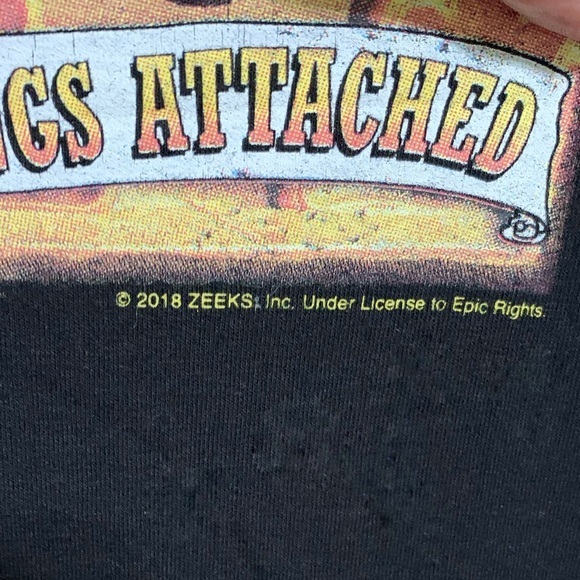 GS ATTACHED
© 2018 ZEEKS, Inc. Under License to Epic Rights.